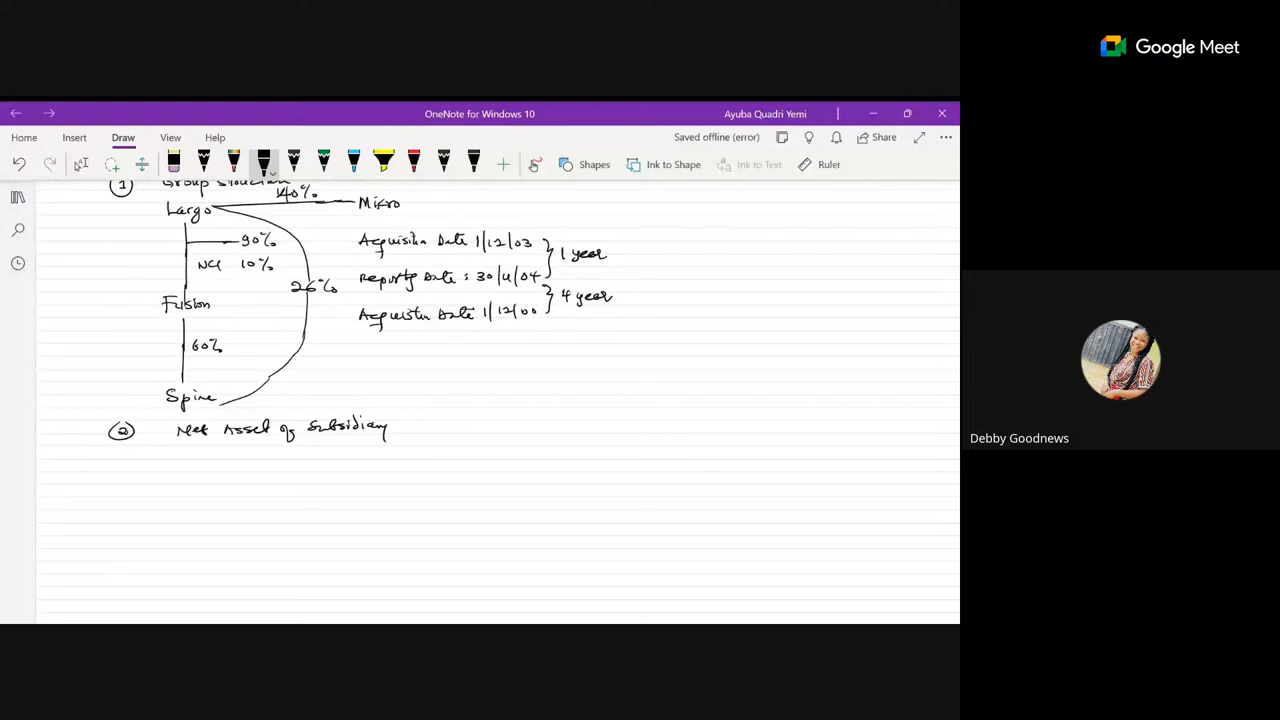 Google Meet
OneNote for Windows 10
Ayuba Quadri Yemi
Home Insert Draw View Help
Saved offline (error)
Share
Shapes
Ink to Shape
Ink to Text
Ruler
1 Group Structure
40%
Largo Mikro
90% Acquisition Date 1/12/03
1 year
NCI 10%
Reporting Date : 30/11/04
26%
4 year
Fusion Acquisition Date 1/12/00
60%
Spine
2 Net Asset of Subsidiary
Debby Goodnews